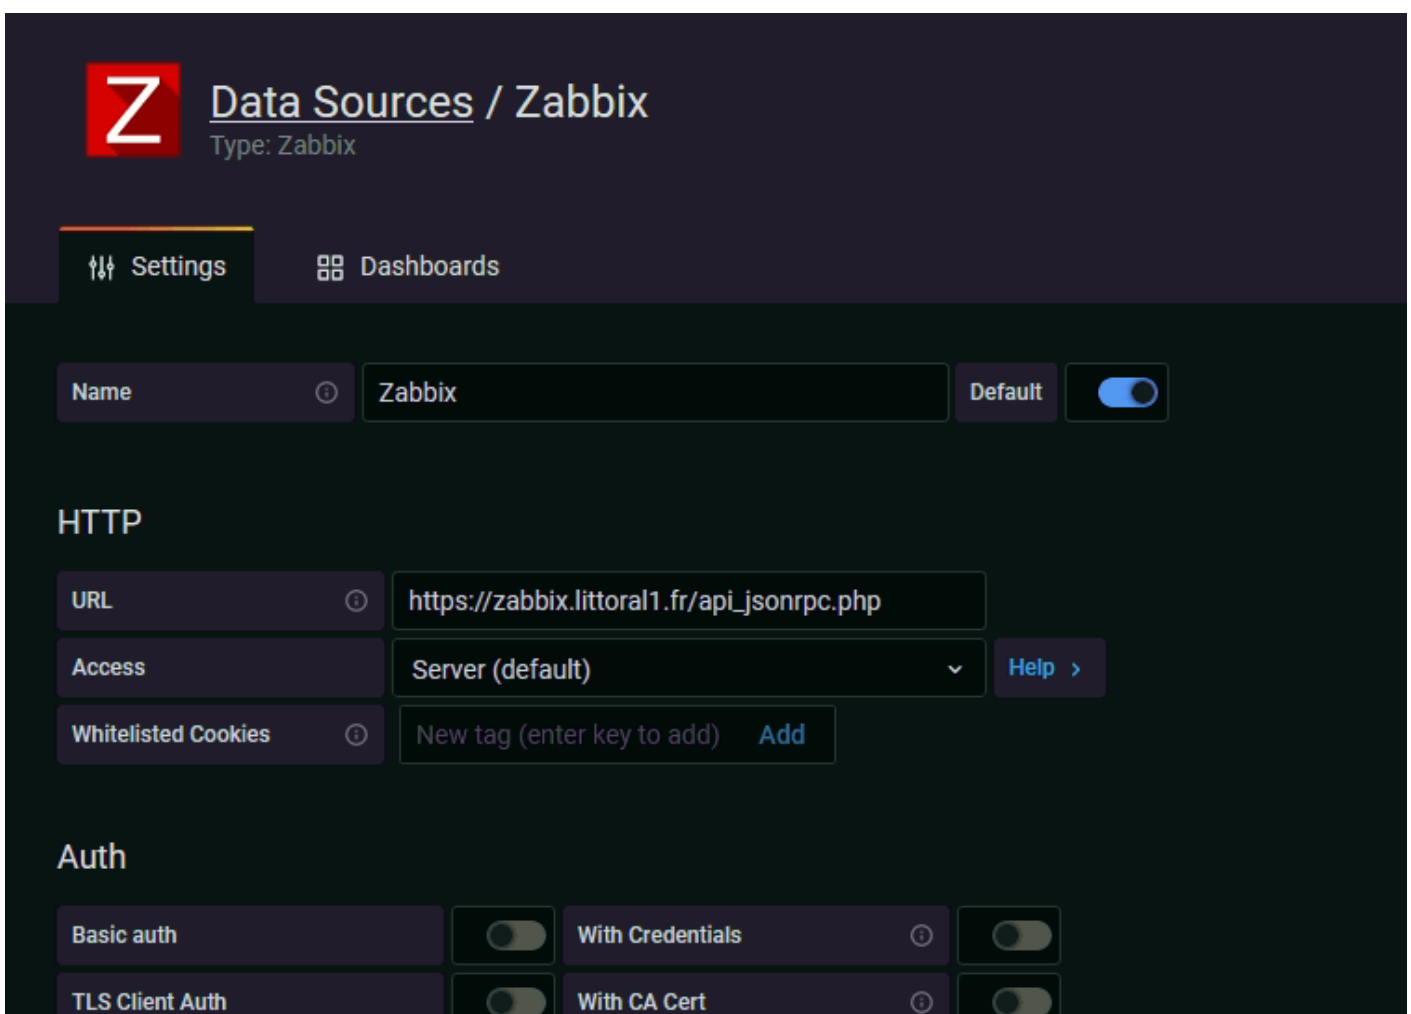 Z
Data Sources / Zabbix
Type: Zabbix
Settings
Dashboards
Name
Zabbix
Default
HTTP
URL
https://zabbix.littoral1.fr/api_jsonrpc.php
Access
Server (default)
Help >
Whitelisted Cookies
New tag (enter key to add)
Add
Auth
Basic auth
With Credentials
TLS Client Auth
With CA Cert